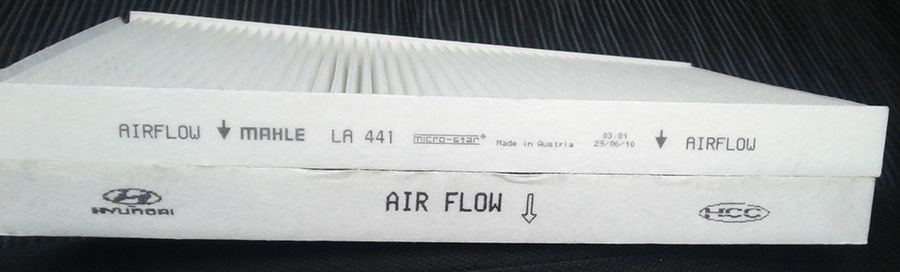 AIRFLOW MAHLE LA 441 micro-star® Made in Austria 03.01 29/06/10 AIRFLOW
HYUNDAI AIR FLOW HCC